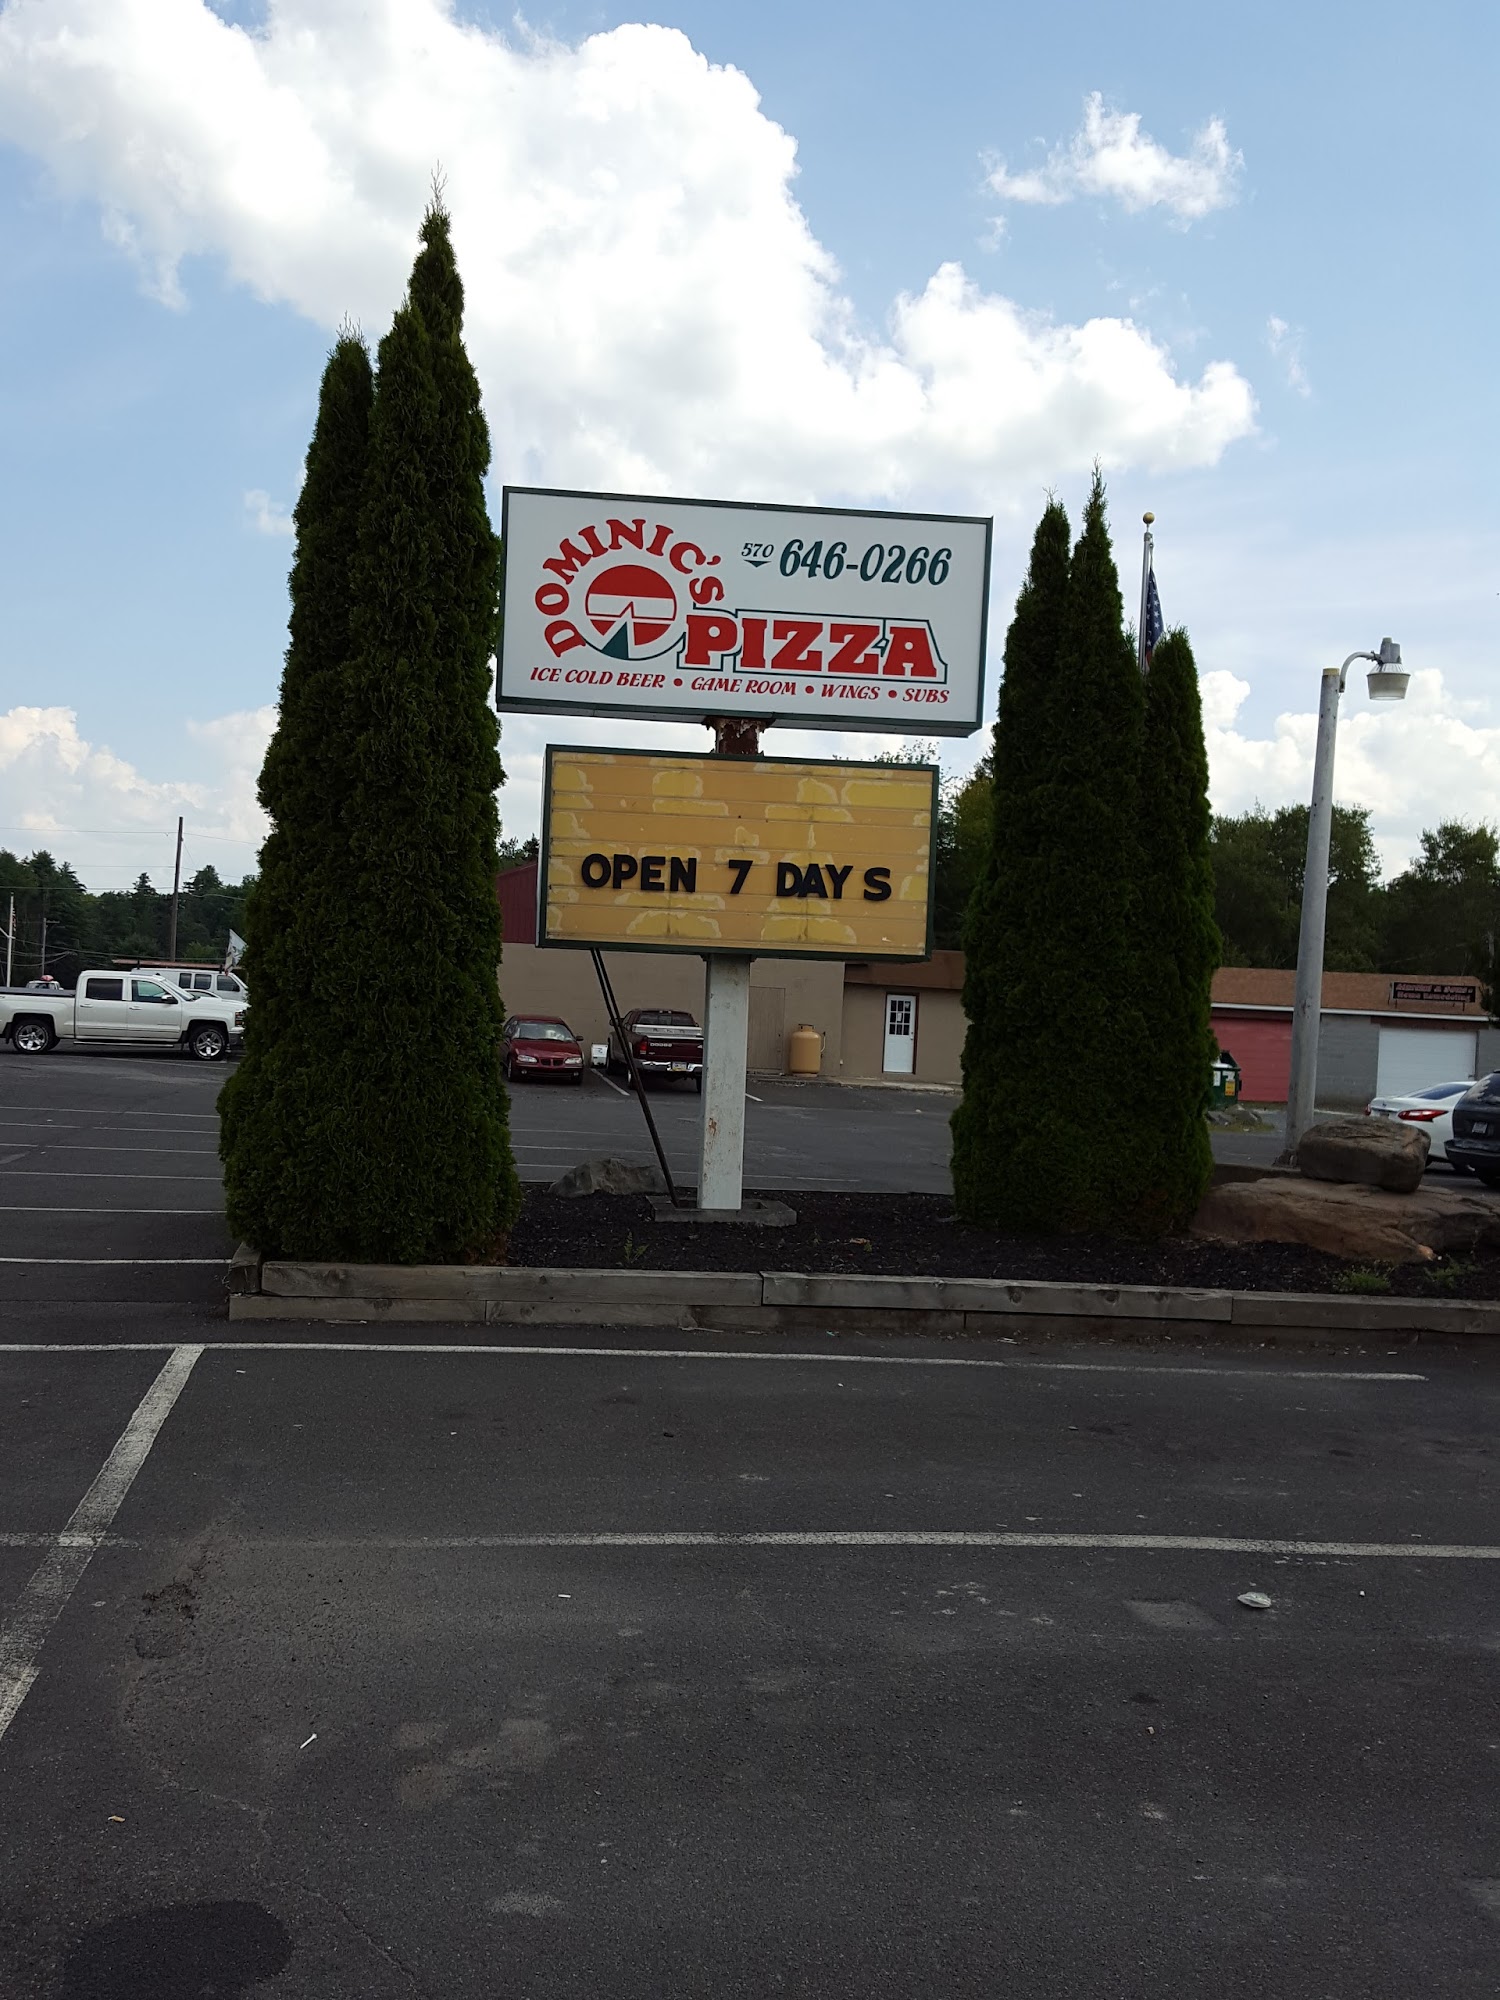 DOMINIC'S
570 646-0266
PIZZA
ICE COLD BEER • GAME ROOM • WINGS • SUBS
OPEN 7 DAYS